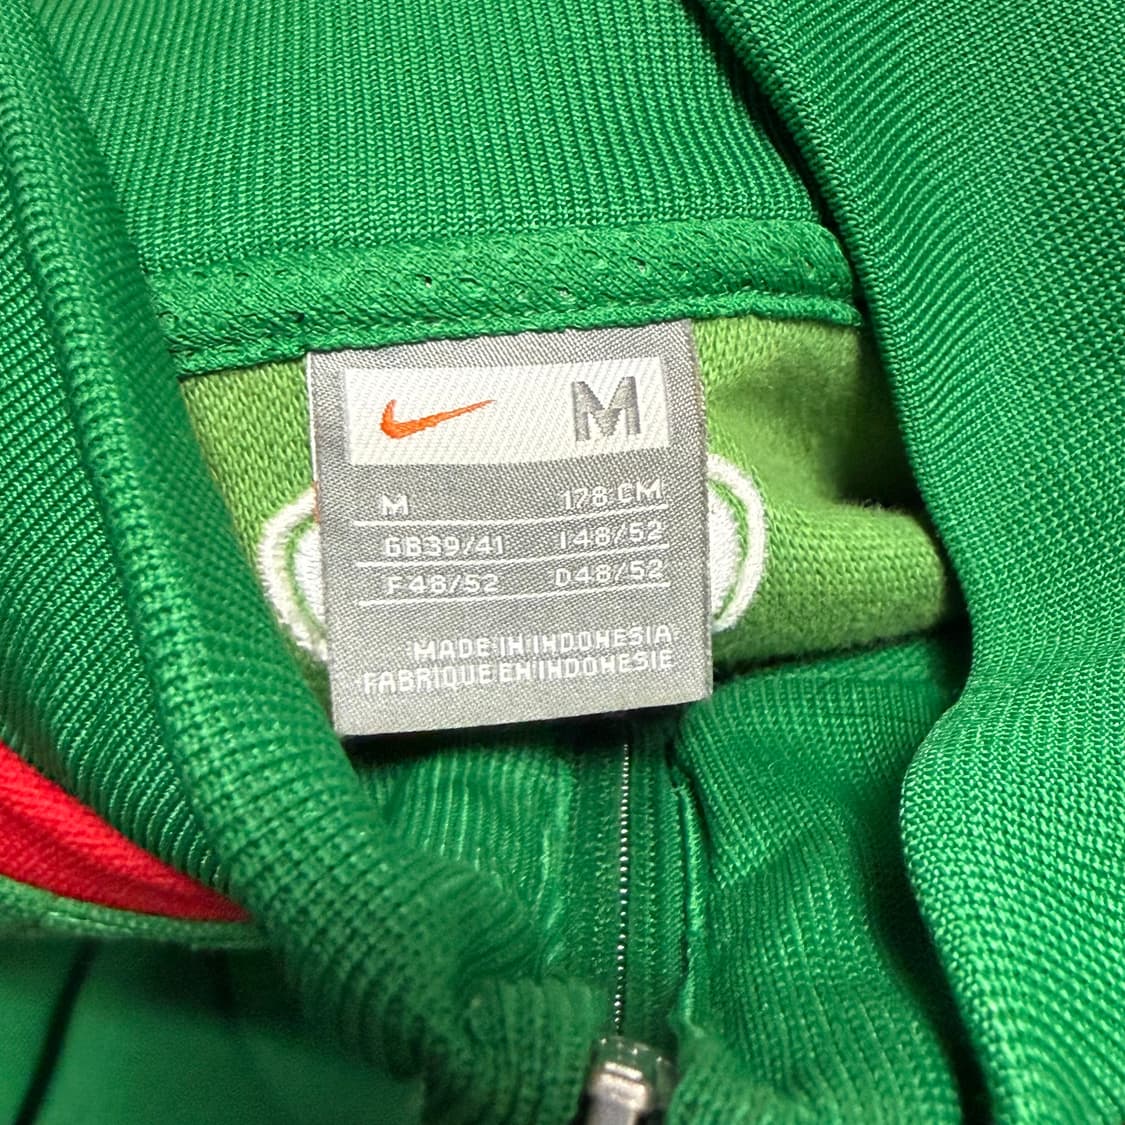 M
M 178 CM
GB39/41 I48/52
F48/52 D48/52
MADE IN INDONESIA
FABRIQUE EN INDONESIE